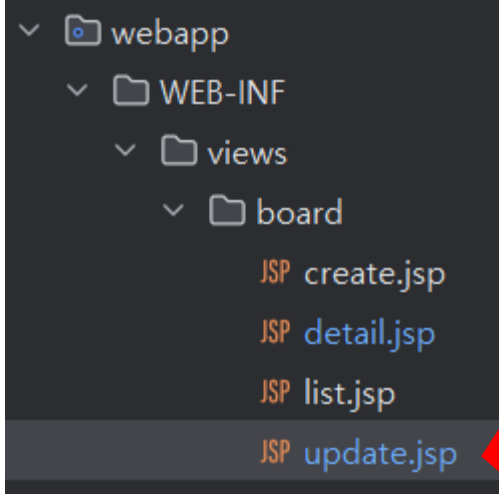 webapp
WEB-INF
views
board
JSP create.jsp
JSP detail.jsp
JSP list.jsp
JSP update.jsp